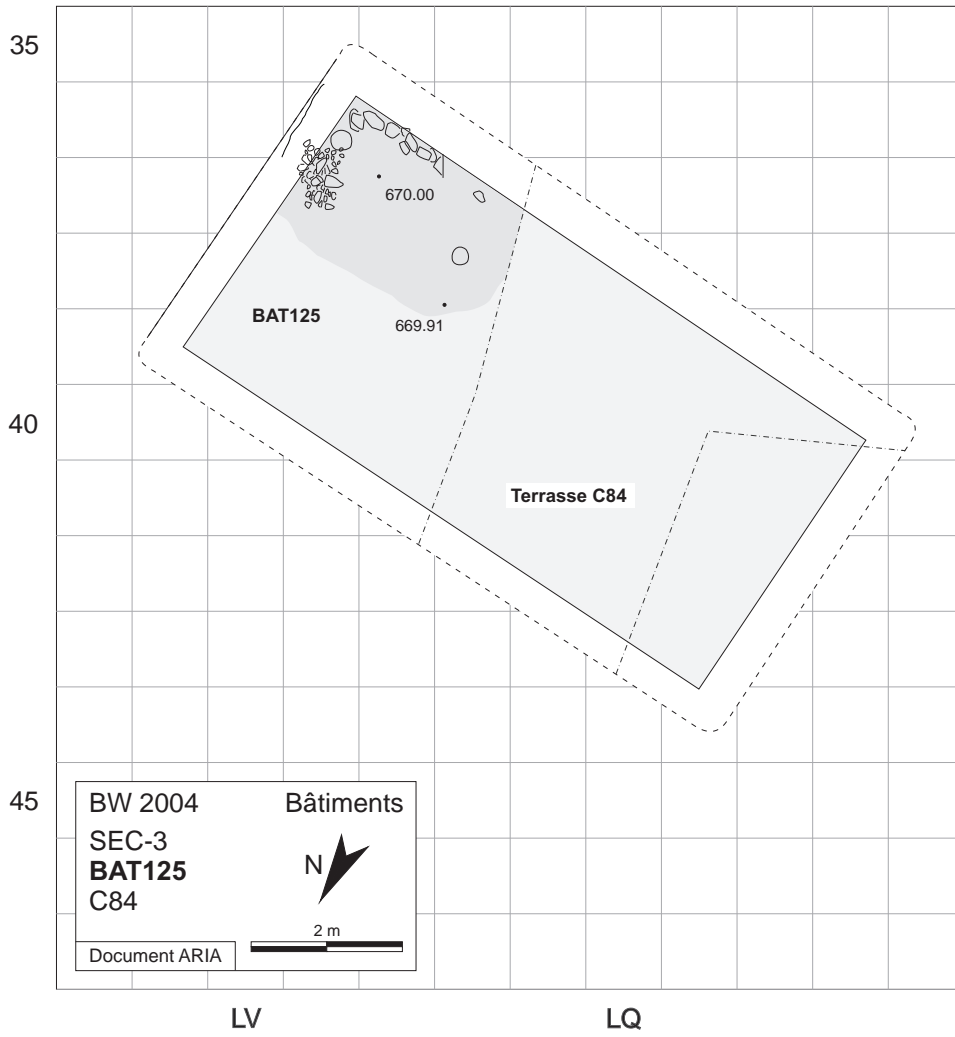 35
670.00
BAT125
669.91
40
Terrasse C84
45
BW 2004 Bâtiments
SEC-3
BAT125
C84
N
2 m
Document ARIA
LV LQ